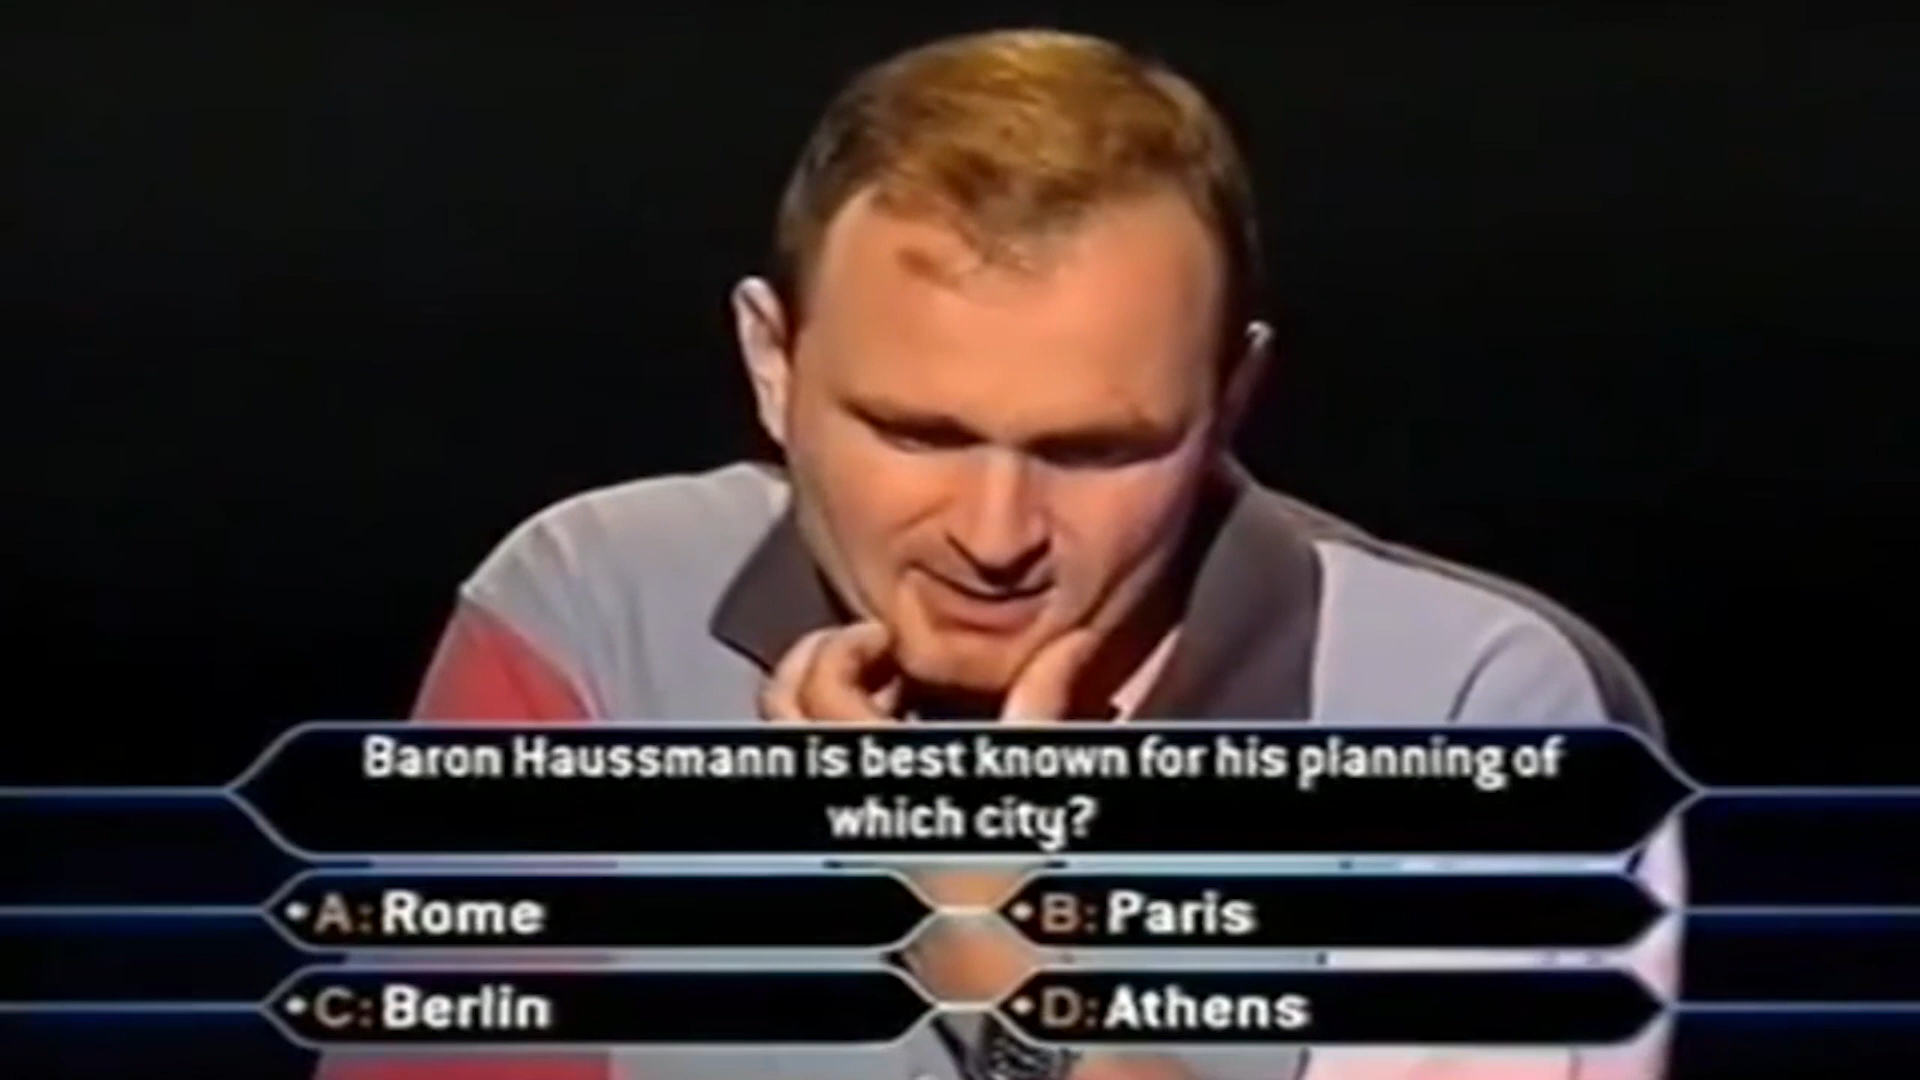 Baron Haussmann is best known for his planning of
which city?
A: Rome
B: Paris
C: Berlin
D: Athens